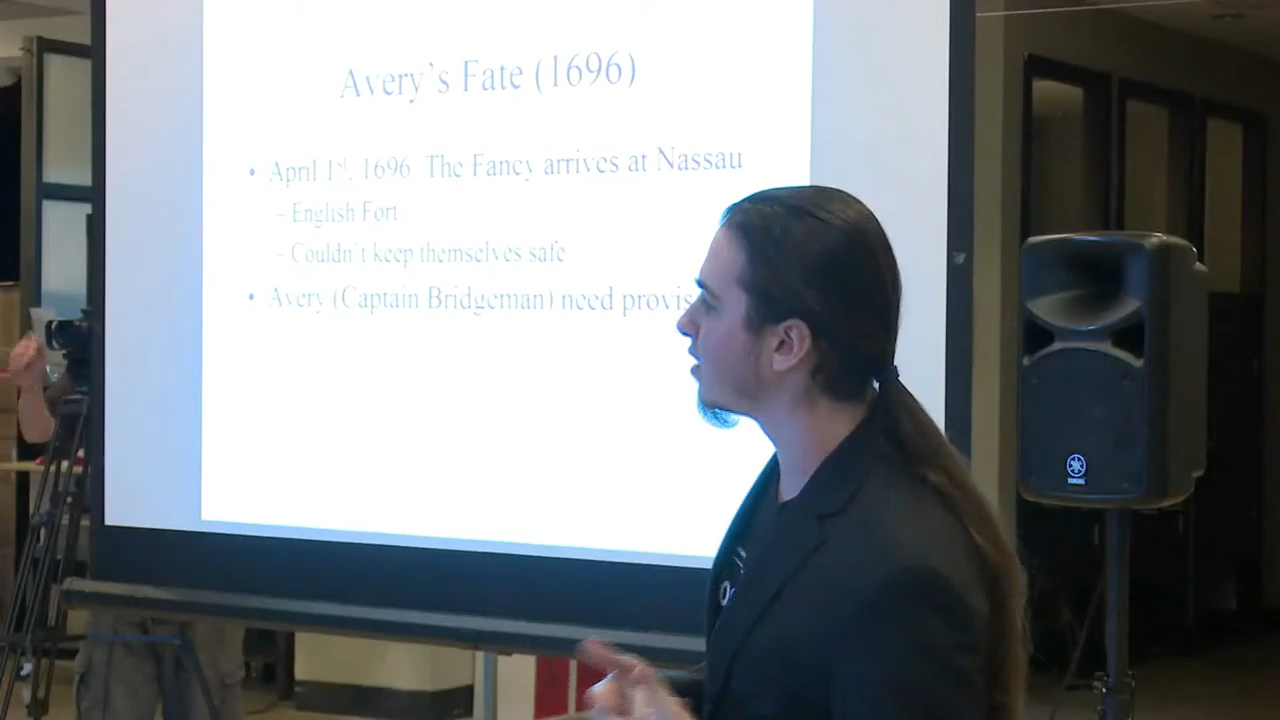 Avery's Fate (1696)
• April 1st, 1696 The Fancy arrives at Nassau
– English Fort
– Couldn't keep themselves safe
• Avery (Captain Bridgeman) need provis
YAMAHA